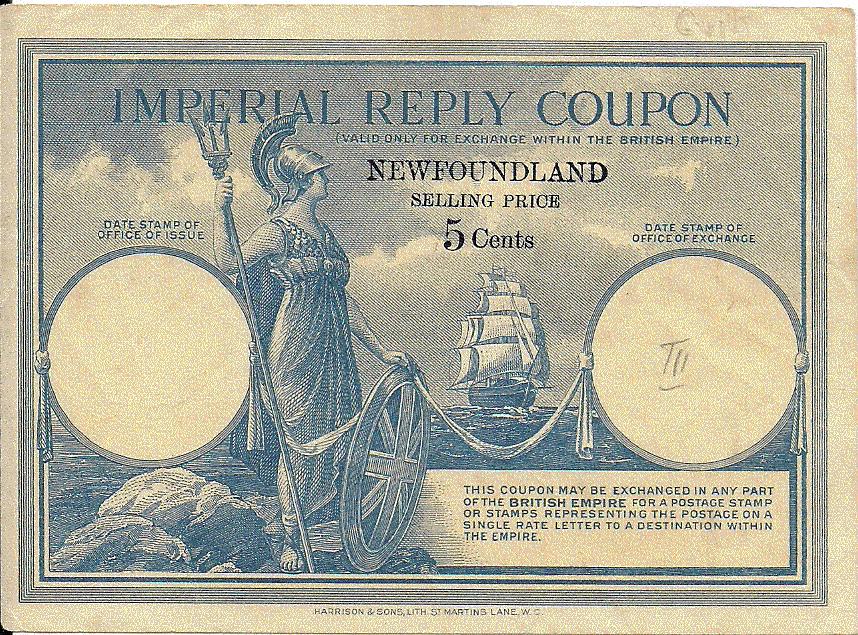 IMPERIAL REPLY COUPON
(VALID ONLY FOR EXCHANGE WITHIN THE BRITISH EMPIRE)
NEWFOUNDLAND
SELLING PRICE
5 Cents
DATE STAMP OF
OFFICE OF ISSUE
DATE STAMP OF
OFFICE OF EXCHANGE
III
THIS COUPON MAY BE EXCHANGED IN ANY PART
OF THE BRITISH EMPIRE FOR A POSTAGE STAMP
OR STAMPS REPRESENTING THE POSTAGE ON A
SINGLE RATE LETTER TO A DESTINATION WITHIN
THE EMPIRE.
HARRISON & SONS, LITH. ST MARTINS LANE, W.C.